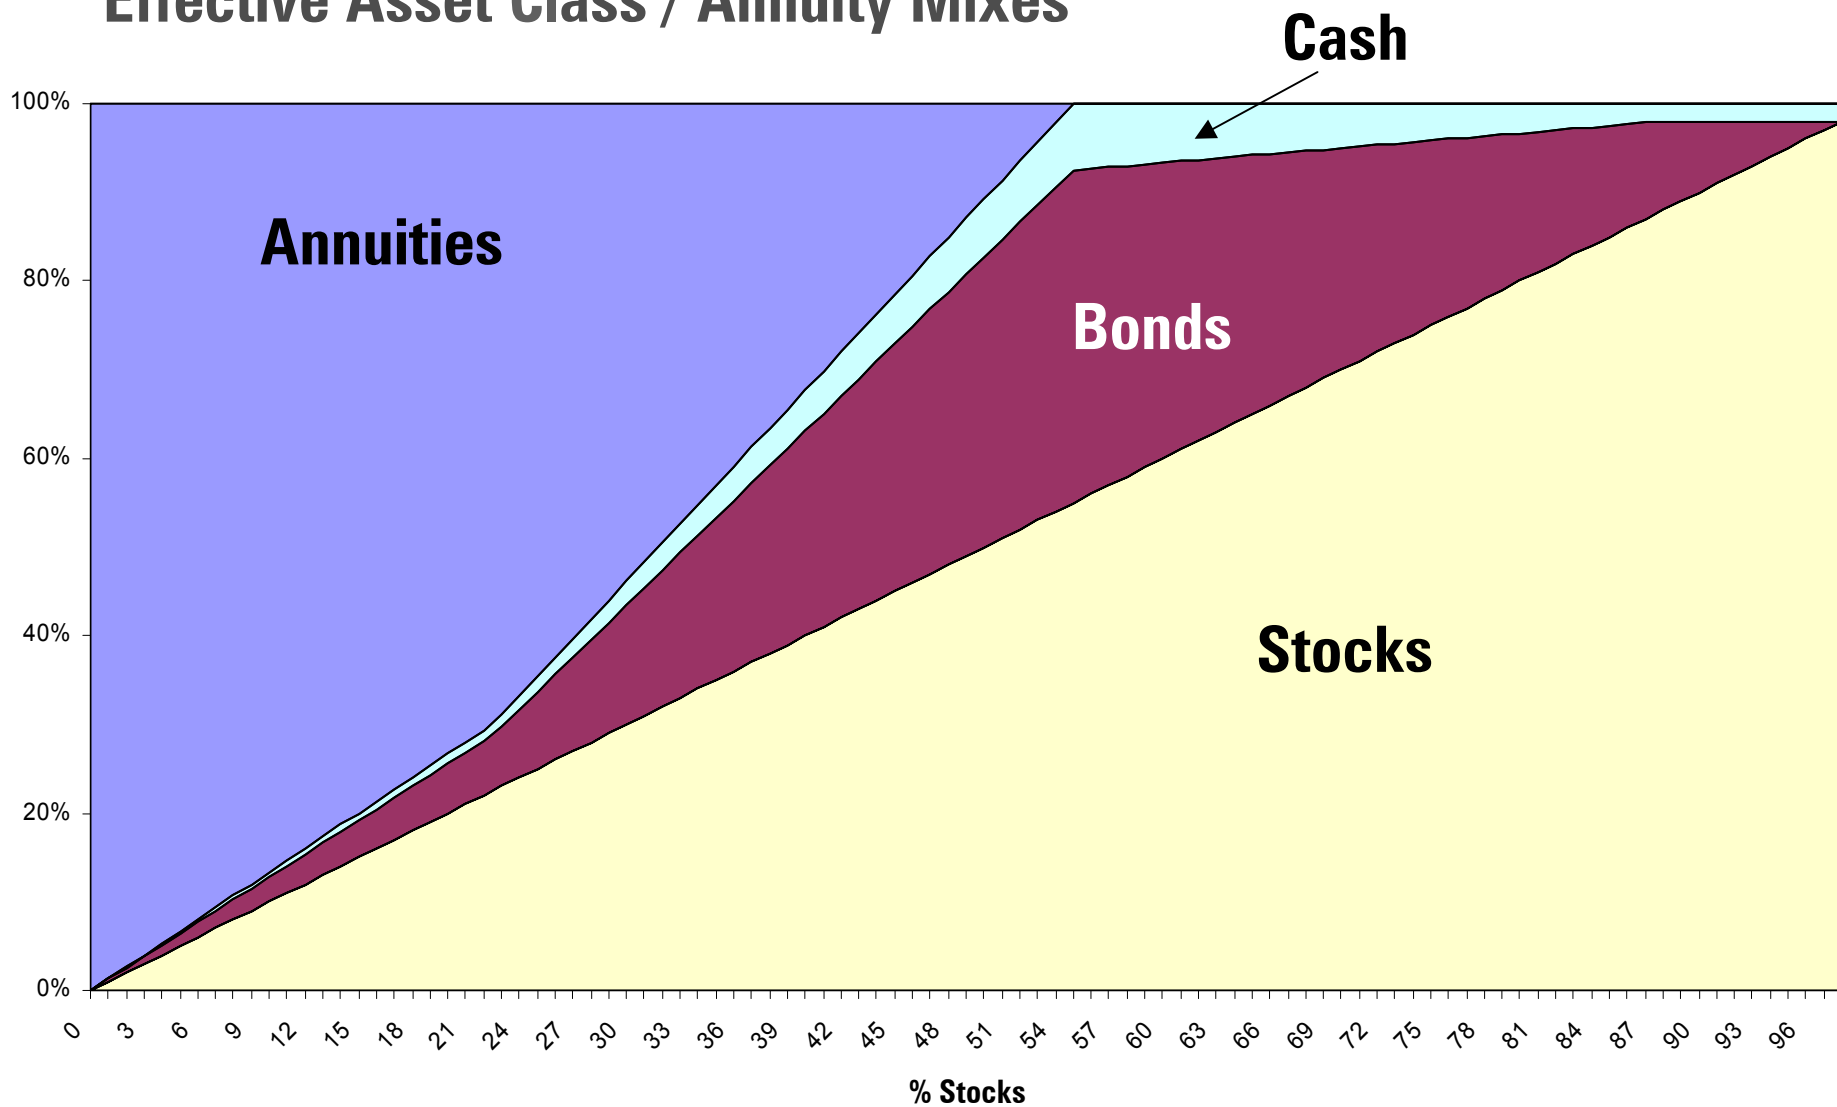 Effective Asset Class / Annuity Mixes
Cash
100%
Annuities
80%
Bonds
60%
Stocks
40%
20%
0%
0 3 6 9 12 15 18 21 24 27 30 33 36 39 42 45 48 51 54 57 60 63 66 69 72 75 78 81 84 87 90 93 96
% Stocks